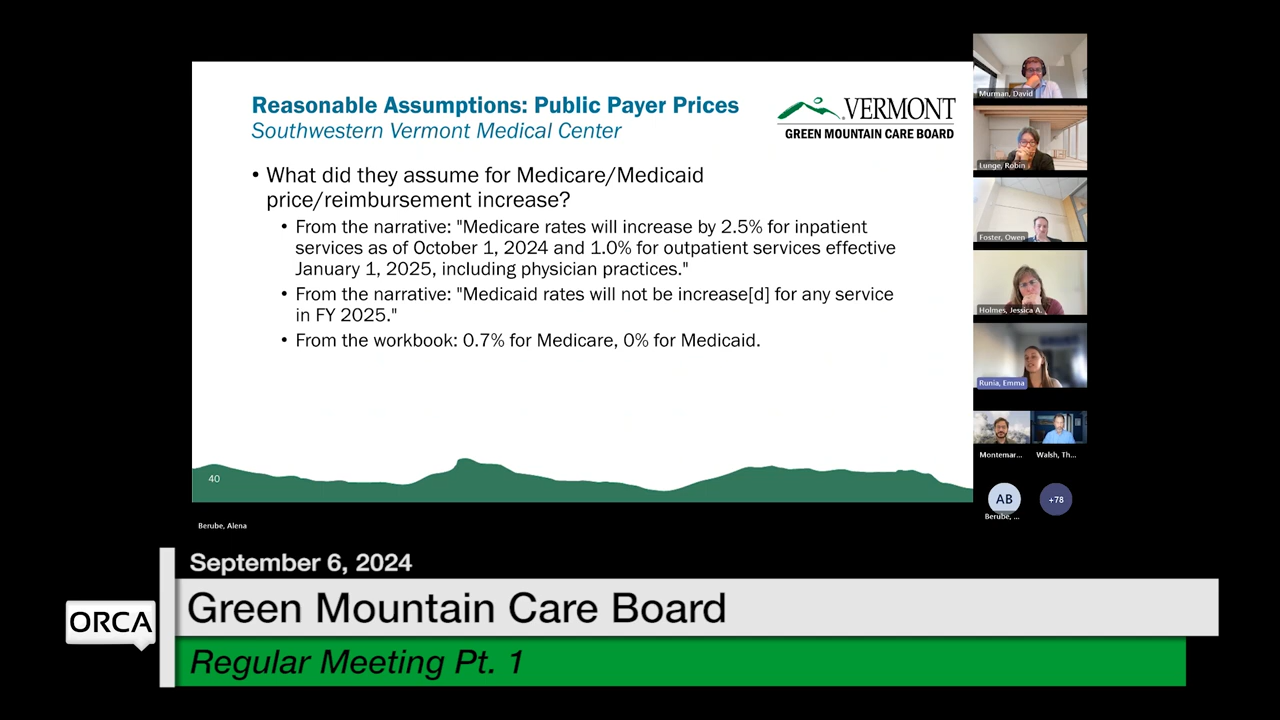 Reasonable Assumptions: Public Payer Prices
Southwestern Vermont Medical Center
VERMONT
GREEN MOUNTAIN CARE BOARD
• What did they assume for Medicare/Medicaid
price/reimbursement increase?
• From the narrative: "Medicare rates will increase by 2.5% for inpatient
services as of October 1, 2024 and 1.0% for outpatient services effective
January 1, 2025, including physician practices."
• From the narrative: "Medicaid rates will not be increase[d] for any service
in FY 2025."
• From the workbook: 0.7% for Medicare, 0% for Medicaid.
40
Berube, Alena
Murman, David
Lunge, Robin
Foster, Owen
Holmes, Jessica A.
Runia, Emma
Montemar...
Walsh, Th...
AB
+78
Berube, ...
September 6, 2024
ORCA
Green Mountain Care Board
Regular Meeting Pt. 1